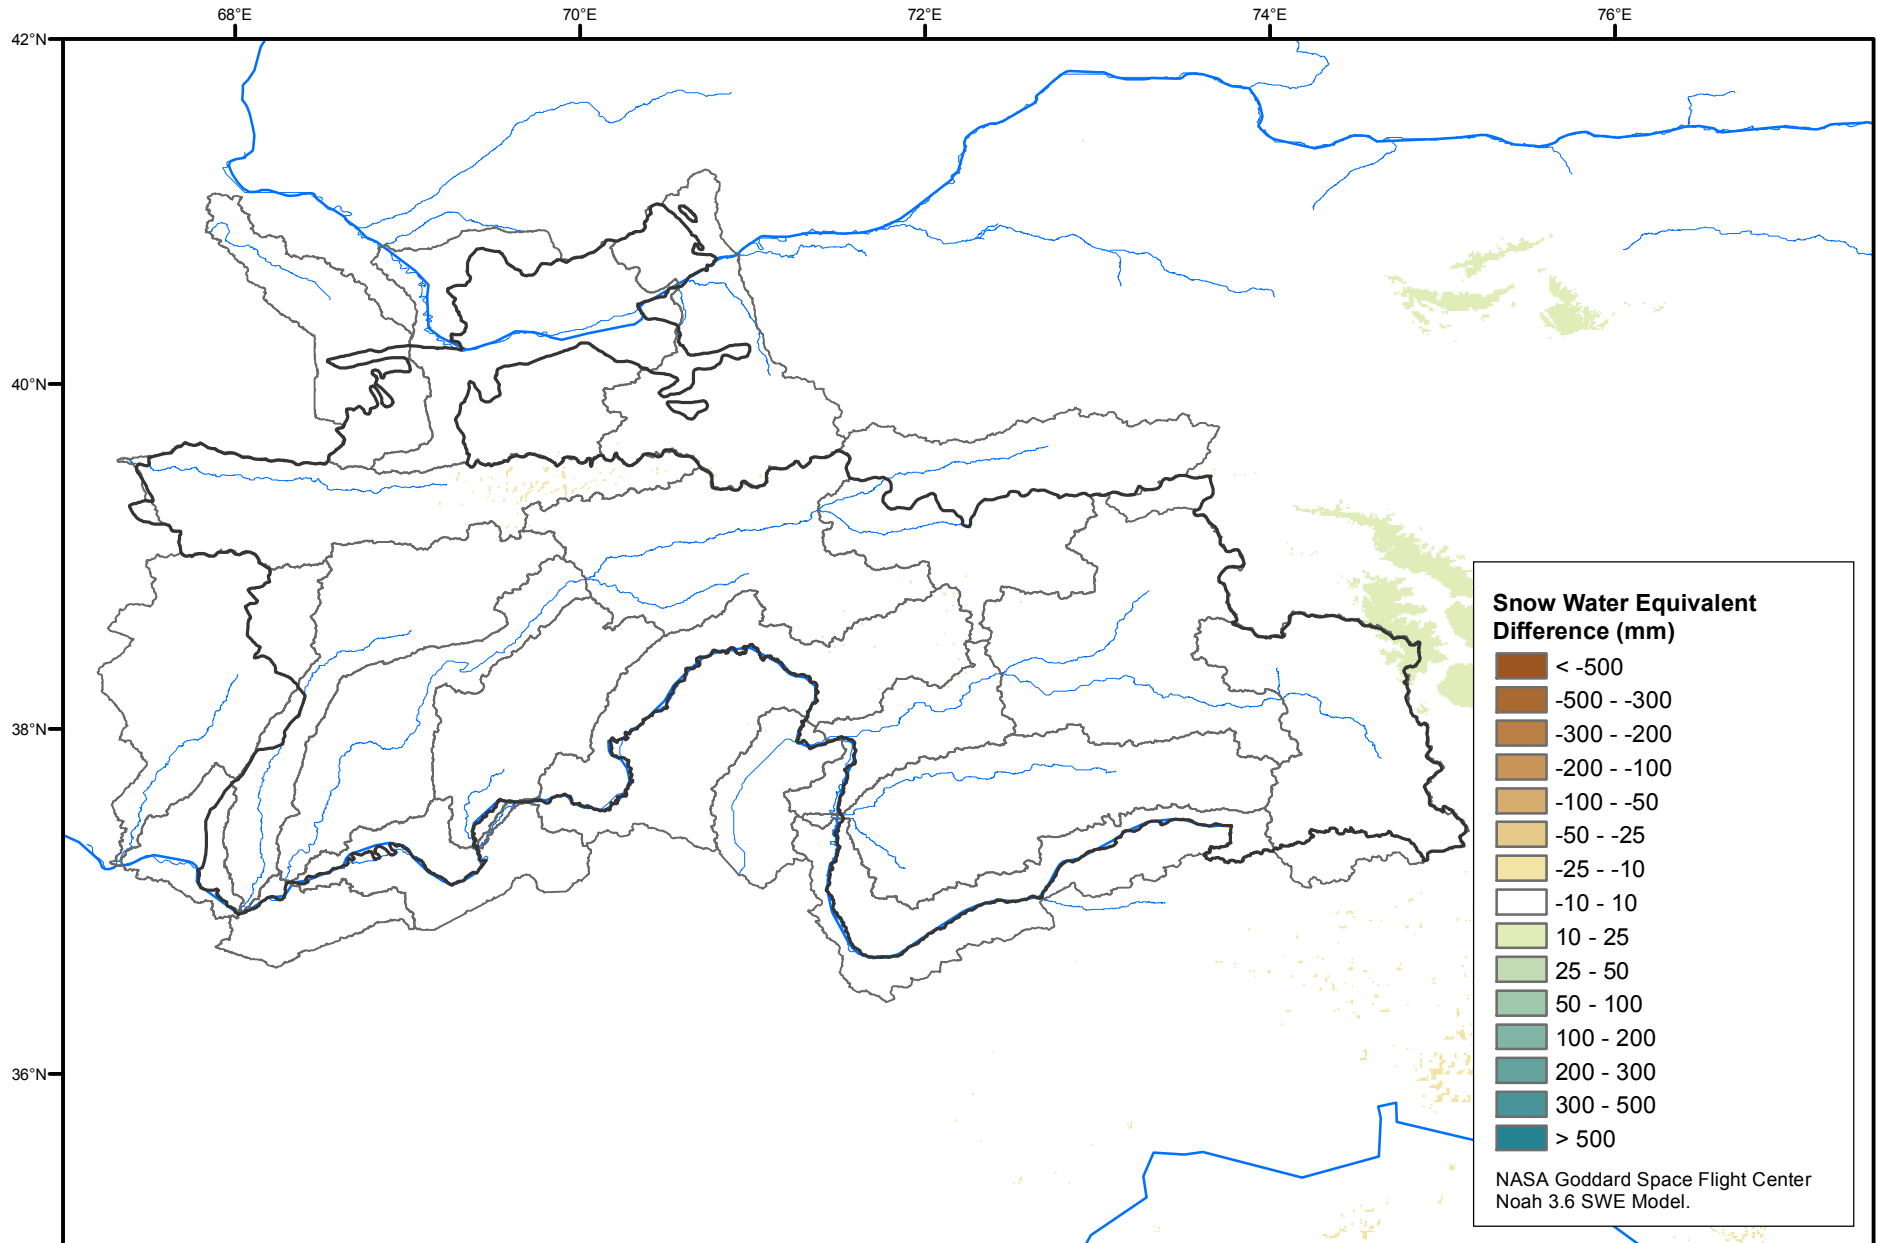 68°E
70°E
72°E
74°E
76°E
42°N
40°N
38°N
36°N
Snow Water Equivalent
Difference (mm)
< -500
-500 - -300
-300 - -200
-200 - -100
-100 - -50
-50 - -25
-25 - -10
-10 - 10
10 - 25
25 - 50
50 - 100
100 - 200
200 - 300
300 - 500
> 500
NASA Goddard Space Flight Center
Noah 3.6 SWE Model.